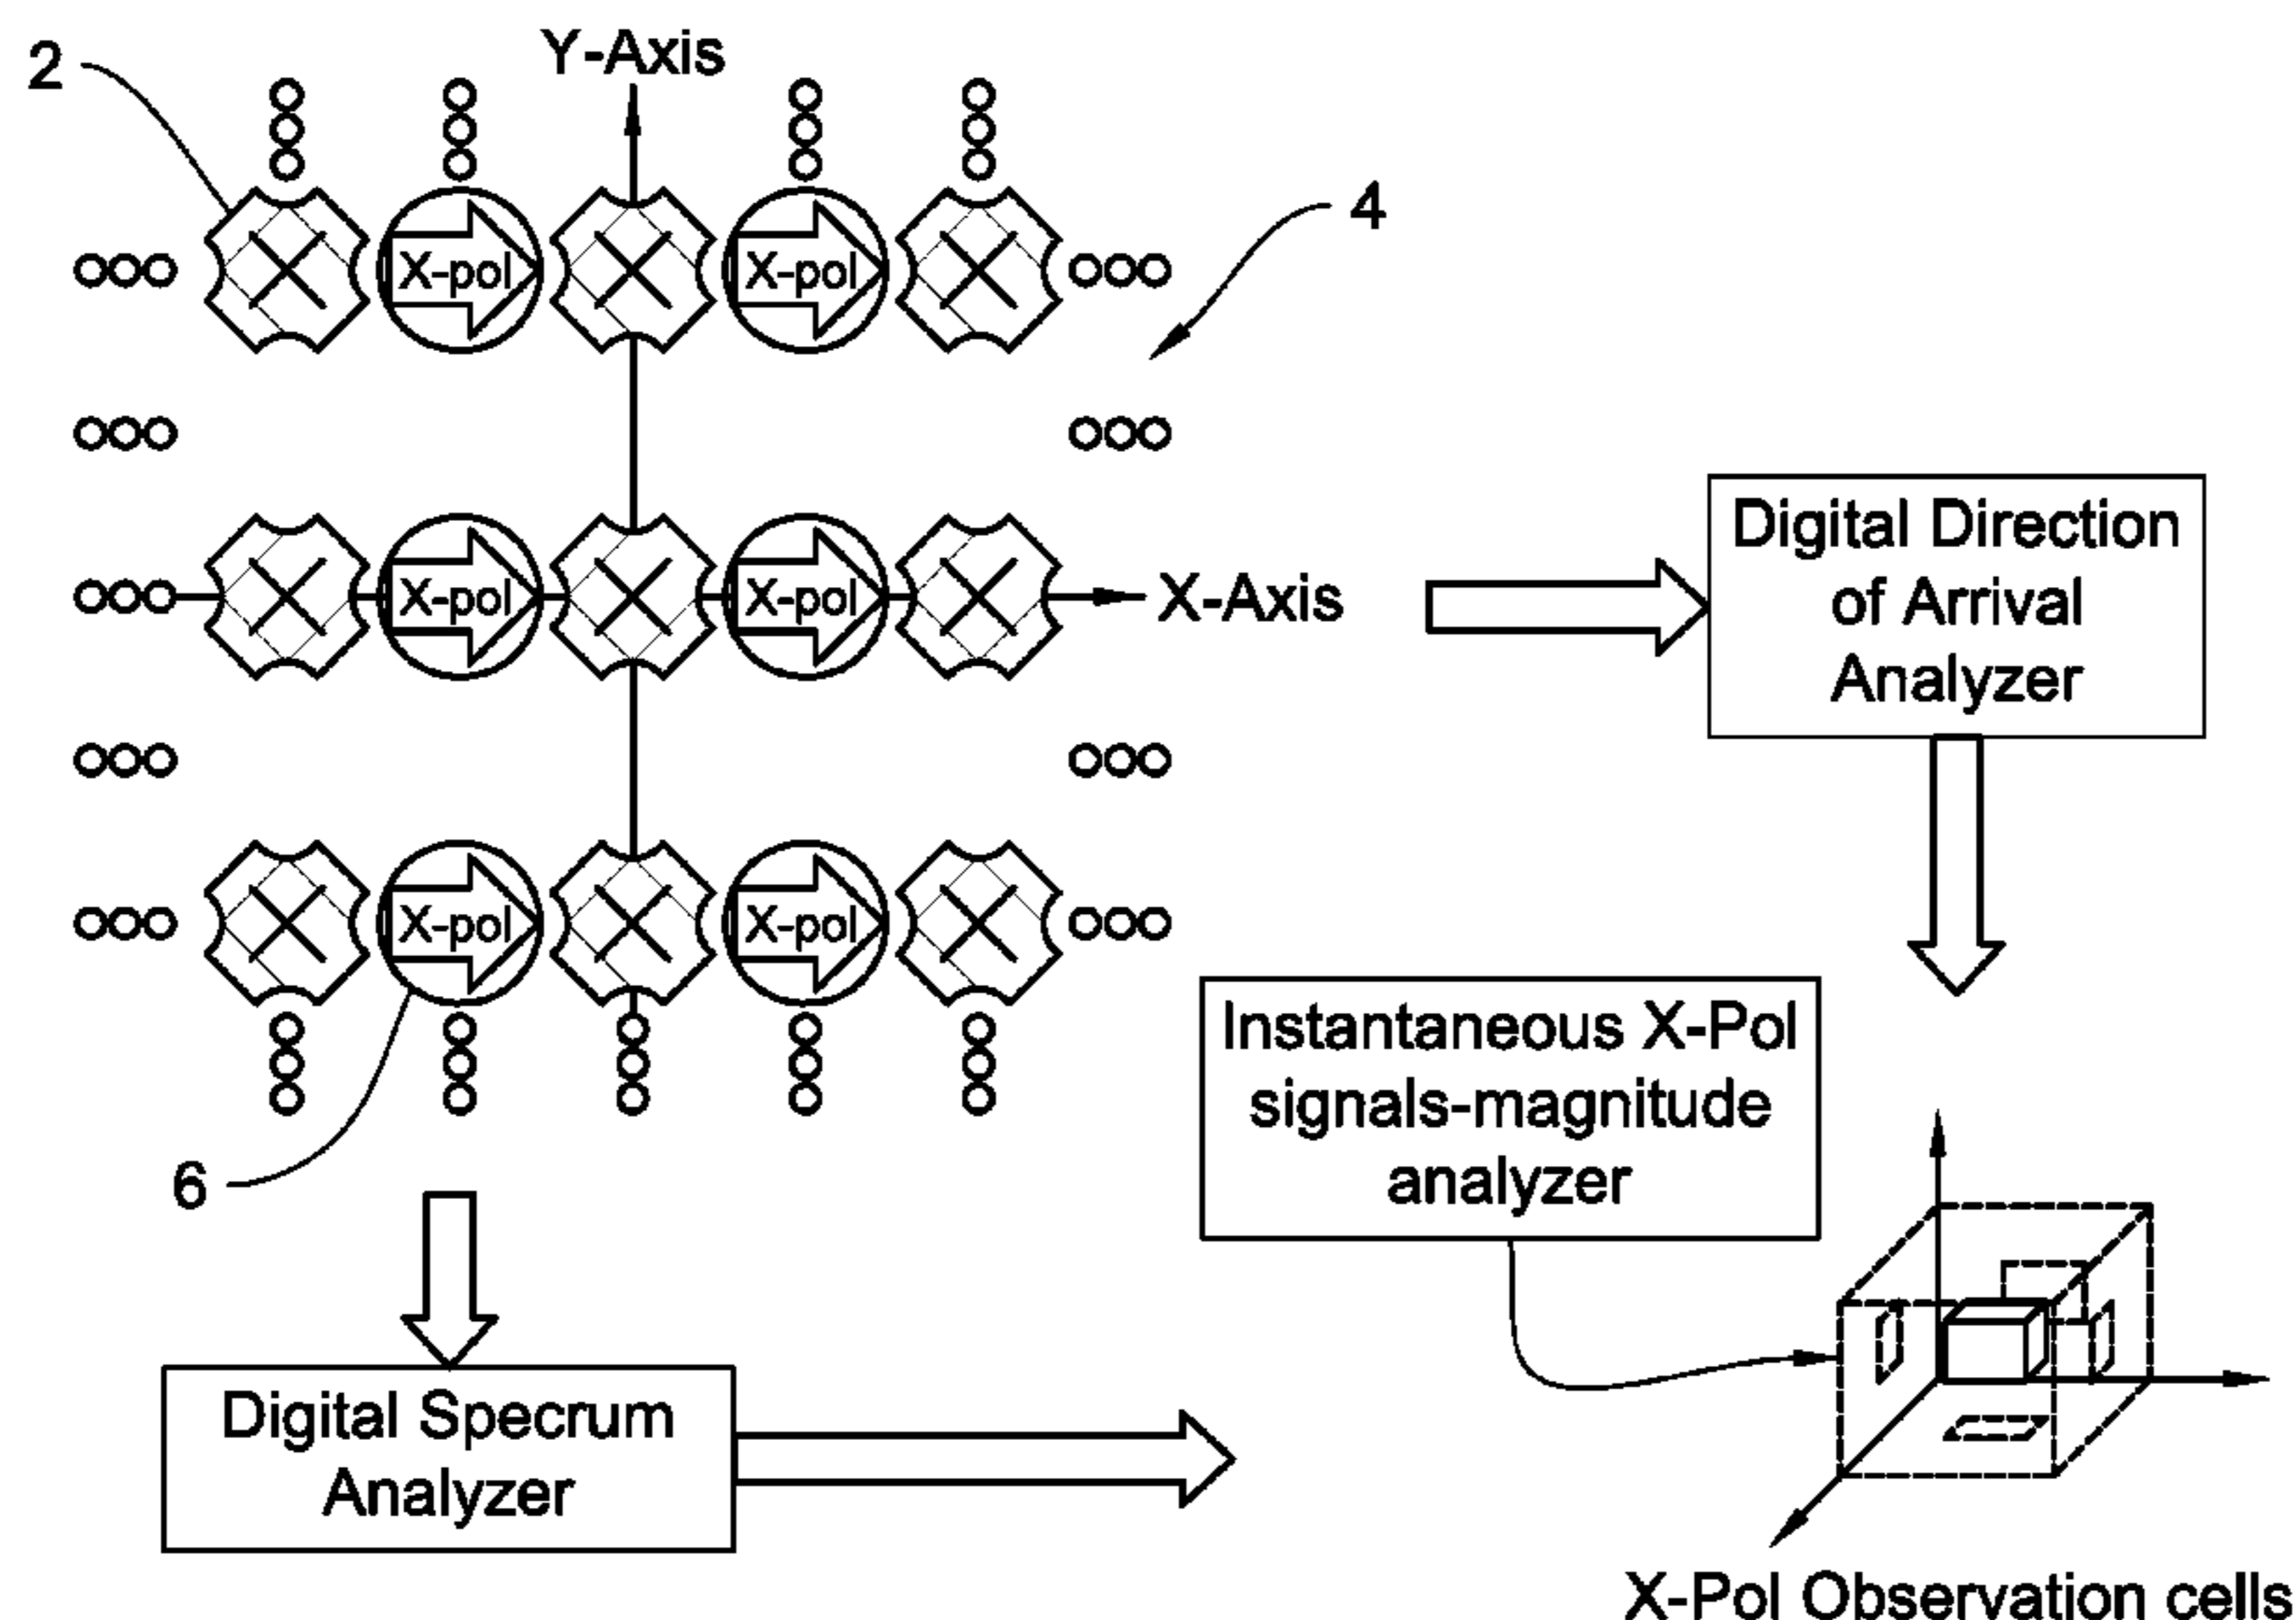 2
Y-Axis
4
X-pol
X-pol
X-pol
X-pol
X-Axis
Digital Direction
of Arrival
Analyzer
X-pol
X-pol
6
Instantaneous X-Pol
signals-magnitude
analyzer
Digital Specrum
Analyzer
X-Pol Observation cells